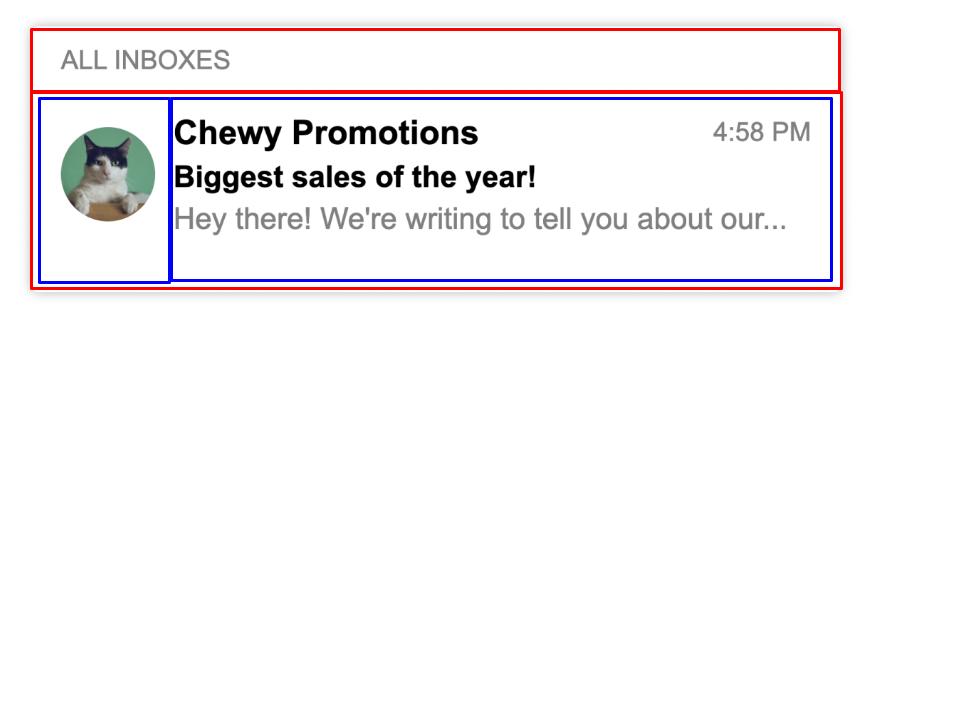 ALL INBOXES
Chewy Promotions 4:58 PM
Biggest sales of the year!
Hey there! We're writing to tell you about our...